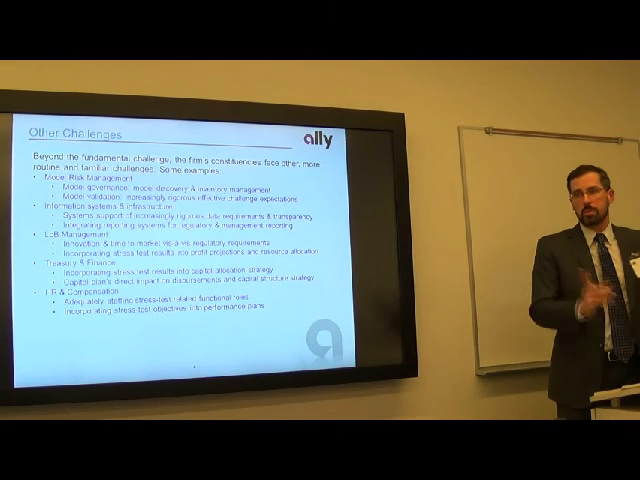 Other Challenges
ally
Beyond the fundamental challenge, the firm's constituencies face other, more
routine and familiar challenges. Some examples:
• Model Risk Management
• Model governance: model discovery & inventory management
• Model validation: increasingly rigorous effective challenge expectations
• Information systems & infrastructure
• Systems support of increasingly rigorous data requirements & transparency
• Integrating reporting systems for regulatory & management reporting
• LoB Management
• Innovation & time to market vis-à-vis regulatory requirements
• Incorporating stress test results into profit projections and resource allocation
• Treasury & Finance
• Incorporating stress test results into capital allocation strategy
• Capital plan's direct impact on disbursements and capital structure strategy
• HR & Compensation
• Adequately staffing stress-test related functional roles
• Incorporating stress-test objectives into performance plans
a